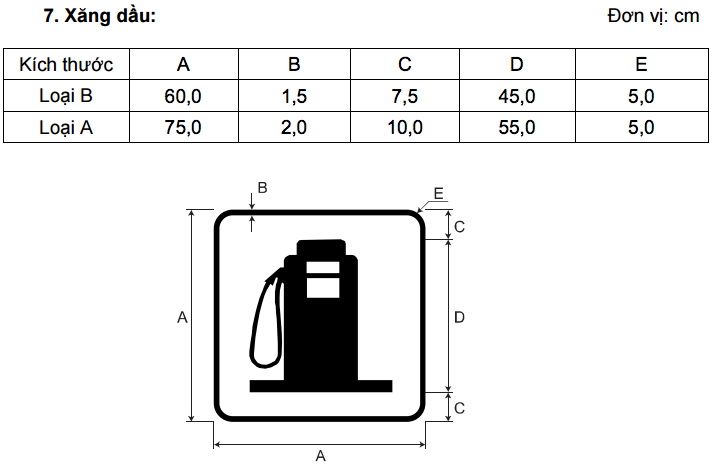 7. Xăng dầu: Đơn vị: cm
Kích thước A B C D E
Loại B 60,0 1,5 7,5 45,0 5,0
Loại A 75,0 2,0 10,0 55,0 5,0
B E
C
A D
C
A